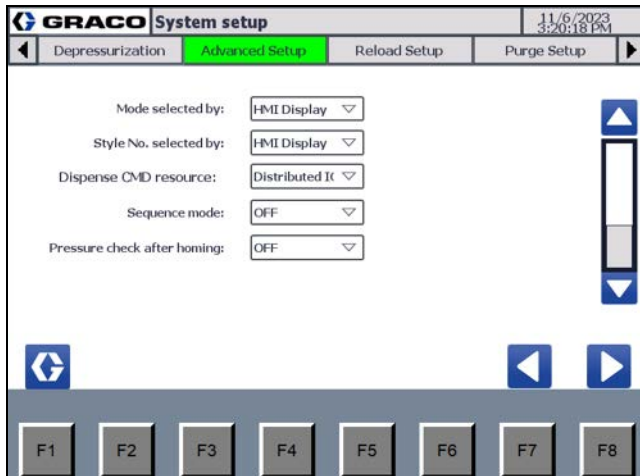 GRACO System setup 11/6/2023
3:20:18 PM
Depressurization Advanced Setup Reload Setup Purge Setup
Mode selected by: HMI Display
Style No. selected by: HMI Display
Dispense CMD resource: Distributed I(
Sequence mode: OFF
Pressure check after homing: OFF
F1 F2 F3 F4 F5 F6 F7 F8